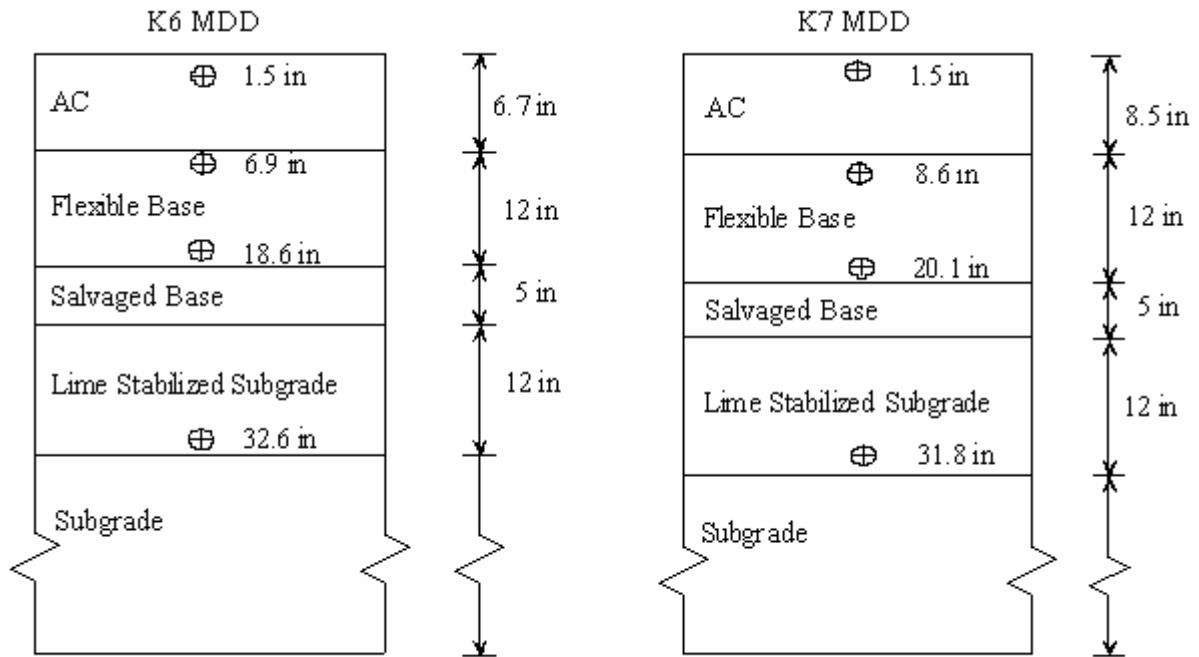 K6 MDD
1.5 in
AC
6.7 in
6.9 in
Flexible Base
12 in
18.6 in
Salvaged Base
5 in
Lime Stabilized Subgrade
12 in
32.6 in
Subgrade
K7 MDD
1.5 in
AC
8.5 in
8.6 in
Flexible Base
12 in
20.1 in
Salvaged Base
5 in
Lime Stabilized Subgrade
12 in
31.8 in
Subgrade